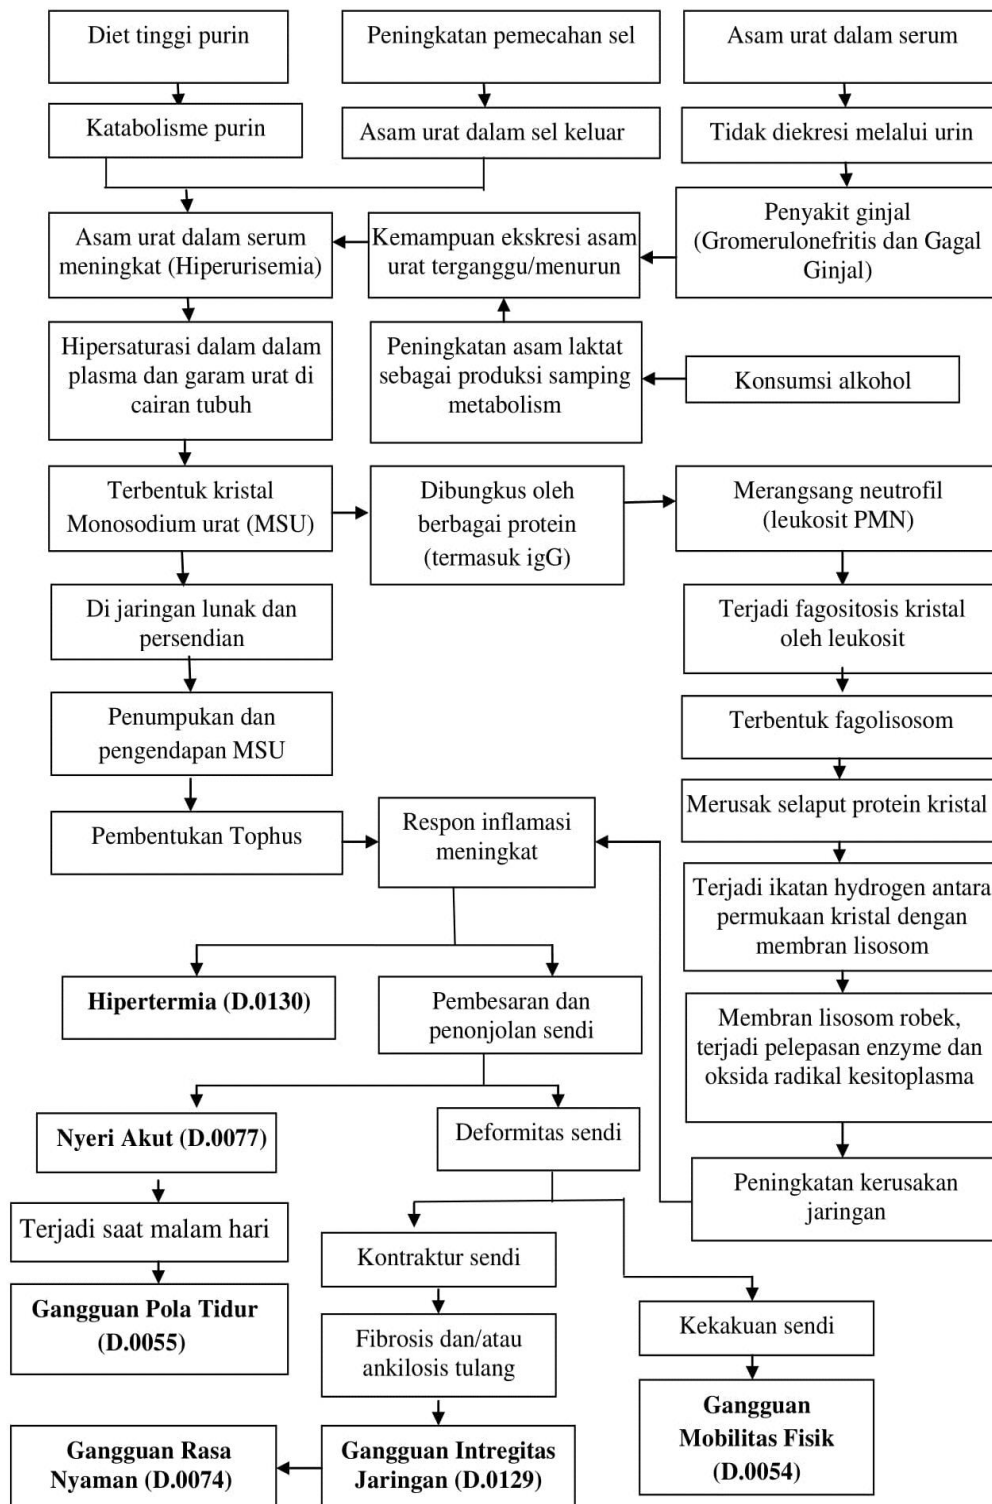 Diet tinggi purin
Peningkatan pemecahan sel
Asam urat dalam serum
Katabolisme purin
Asam urat dalam sel keluar
Tidak diekresi melalui urin
Asam urat dalam serum
meningkat (Hiperurisemia)
Kemampuan ekskresi asam
urat terganggu/menurun
Penyakit ginjal
(Gromerulonefritis dan Gagal
Ginjal)
Hipersaturasi dalam dalam
plasma dan garam urat di
cairan tubuh
Peningkatan asam laktat
sebagai produksi samping
metabolism
Konsumsi alkohol
Terbentuk kristal
Monosodium urat (MSU)
Dibungkus oleh
berbagai protein
(termasuk igG)
Merangsang neutrofil
(leukosit PMN)
Di jaringan lunak dan
persendian
Terjadi fagositosis kristal
oleh leukosit
Penumpukan dan
pengendapan MSU
Terbentuk fagolisosom
Pembentukan Tophus
Respon inflamasi
meningkat
Merusak selaput protein kristal
Terjadi ikatan hydrogen antara
permukaan kristal dengan
membran lisosom
Hipertermia (D.0130)
Pembesaran dan
penonjolan sendi
Membran lisosom robek,
terjadi pelepasan enzyme dan
oksida radikal kesitoplasma
Nyeri Akut (D.0077)
Deformitas sendi
Peningkatan kerusakan
jaringan
Terjadi saat malam hari
Kontraktur sendi
Gangguan Pola Tidur
(D.0055)
Fibrosis dan/atau
ankilosis tulang
Kekakuan sendi
Gangguan
Mobilitas Fisik
(D.0054)
Gangguan Rasa
Nyaman (D.0074)
Gangguan Intregitas
Jaringan (D.0129)